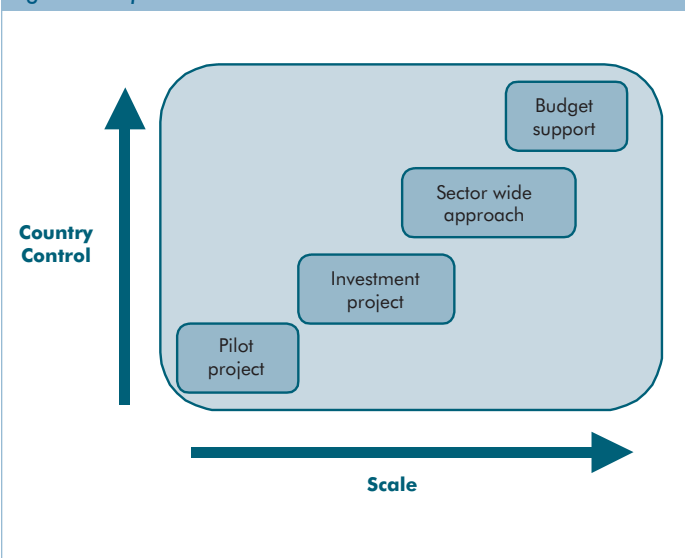 Budget
support
Sector wide
approach
Country
Control
Investment
project
Pilot
project
Scale